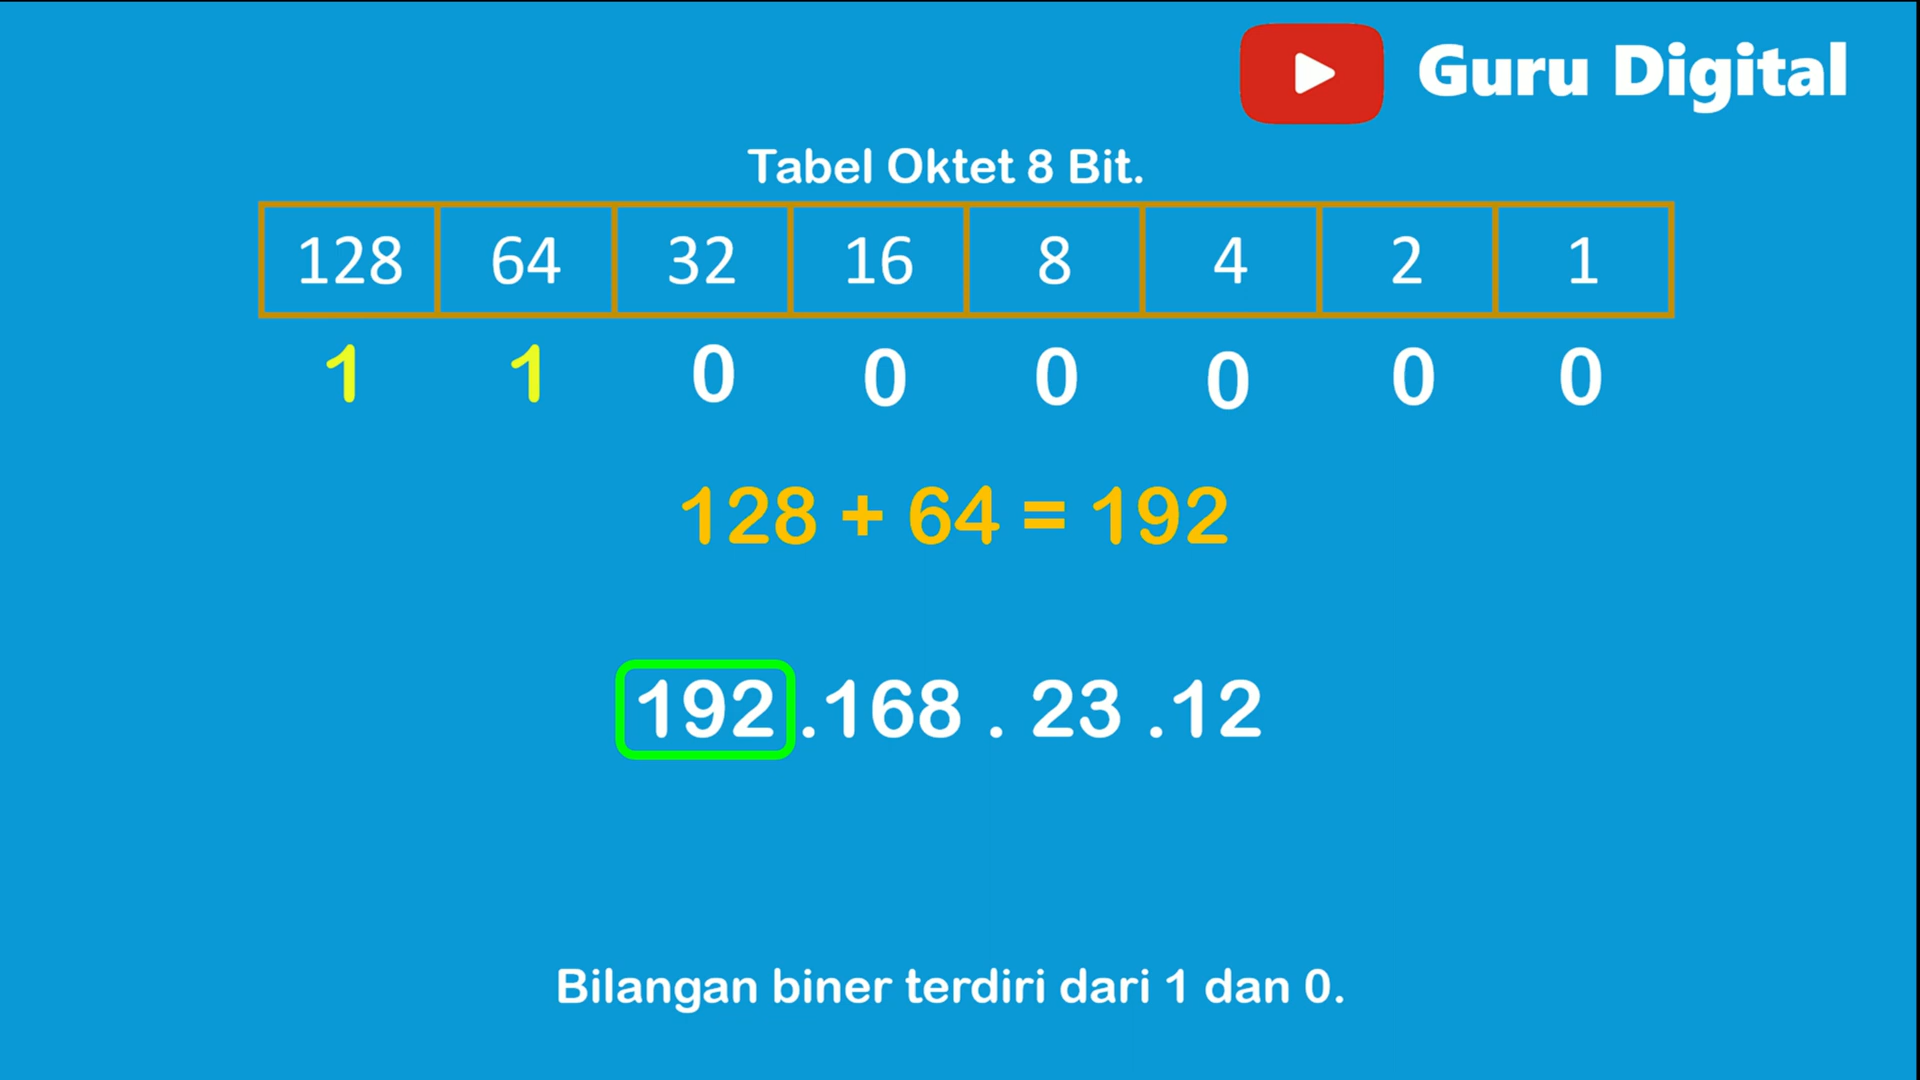 Guru Digital
Tabel Oktet 8 Bit.
128 64 32 16 8 4 2 1
1 1 0 0 0 0 0 0
128 + 64 = 192
192 .168 . 23 .12
Bilangan biner terdiri dari 1 dan 0.